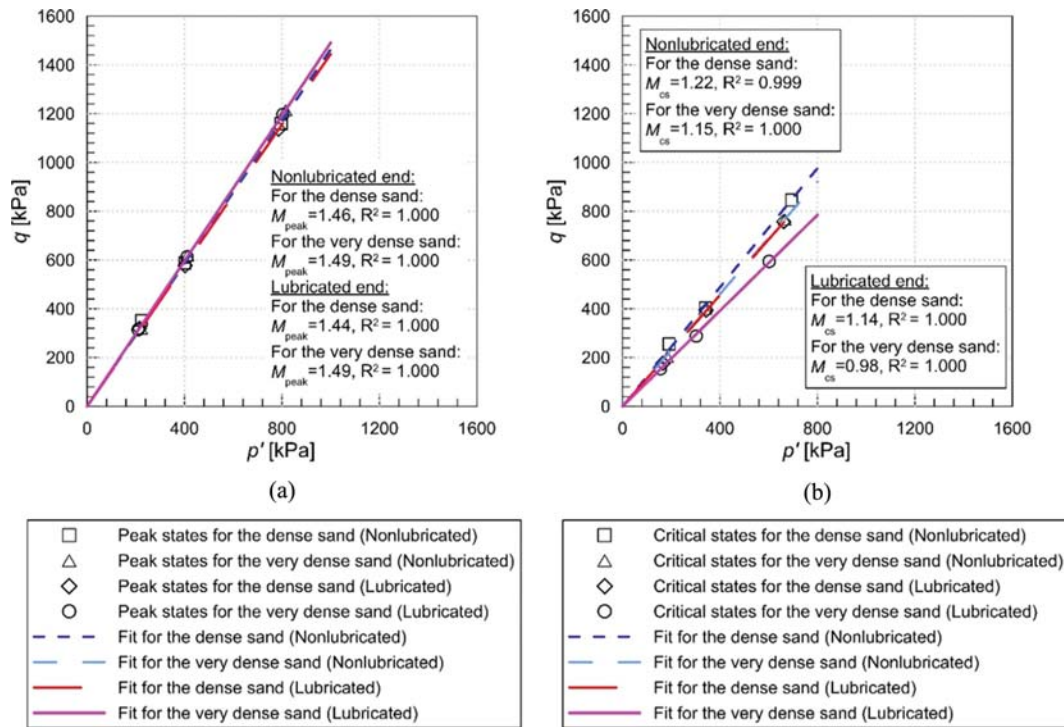 1600
1400
1200
1000
800
600
400
200
0
q [kPa]
Nonlubricated end:
For the dense sand:
Mpeak=1.46, R² = 1.000
For the very dense sand:
Mpeak=1.49, R² = 1.000
Lubricated end:
For the dense sand:
Mpeak=1.44, R² = 1.000
For the very dense sand:
Mpeak=1.49, R² = 1.000
0 400 800 1200 1600
p' [kPa]
(a)
1600
1400
1200
1000
800
600
400
200
0
q [kPa]
Nonlubricated end:
For the dense sand:
Mcs=1.22, R² = 0.999
For the very dense sand:
Mcs=1.15, R² = 1.000
Lubricated end:
For the dense sand:
Mcs=1.14, R² = 1.000
For the very dense sand:
Mcs=0.98, R² = 1.000
0 400 800 1200 1600
p' [kPa]
(b)
Peak states for the dense sand (Nonlubricated)
Peak states for the very dense sand (Nonlubricated)
Peak states for the dense sand (Lubricated)
Peak states for the very dense sand (Lubricated)
Fit for the dense sand (Nonlubricated)
Fit for the very dense sand (Nonlubricated)
Fit for the dense sand (Lubricated)
Fit for the very dense sand (Lubricated)
Critical states for the dense sand (Nonlubricated)
Critical states for the very dense sand (Nonlubricated)
Critical states for the dense sand (Lubricated)
Critical states for the very dense sand (Lubricated)
Fit for the dense sand (Nonlubricated)
Fit for the very dense sand (Nonlubricated)
Fit for the dense sand (Lubricated)
Fit for the very dense sand (Lubricated)